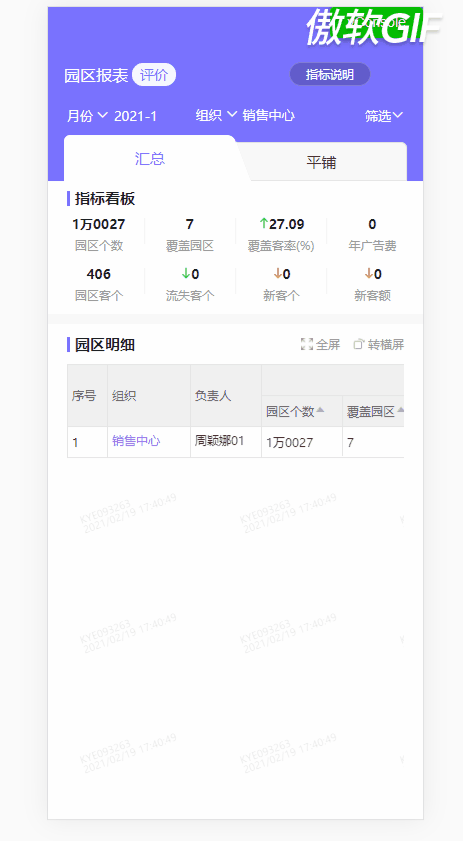 傲软GIF
vConsole
园区报表 评价 指标说明
月份 2021-1 组织 销售中心 筛选
汇总 平铺
指标看板
1万0027 7 27.09 0
园区个数 覆盖园区 覆盖客率(%) 年广告费
406 0 0 0
园区客个 流失客个 新客个 新客额
园区明细 全屏 转横屏
序号 组织 负责人
园区个数 覆盖园区
1 销售中心 周颖娜01 1万0027 7
KYE093263 KYE093263
2021/02/19 17:40:49 2021/02/19 17:40:49
KYE093263 KYE093263
2021/02/19 17:40:49 2021/02/19 17:40:49
KYE093263 KYE093263
2021/02/19 17:40:49 2021/02/19 17:40:49